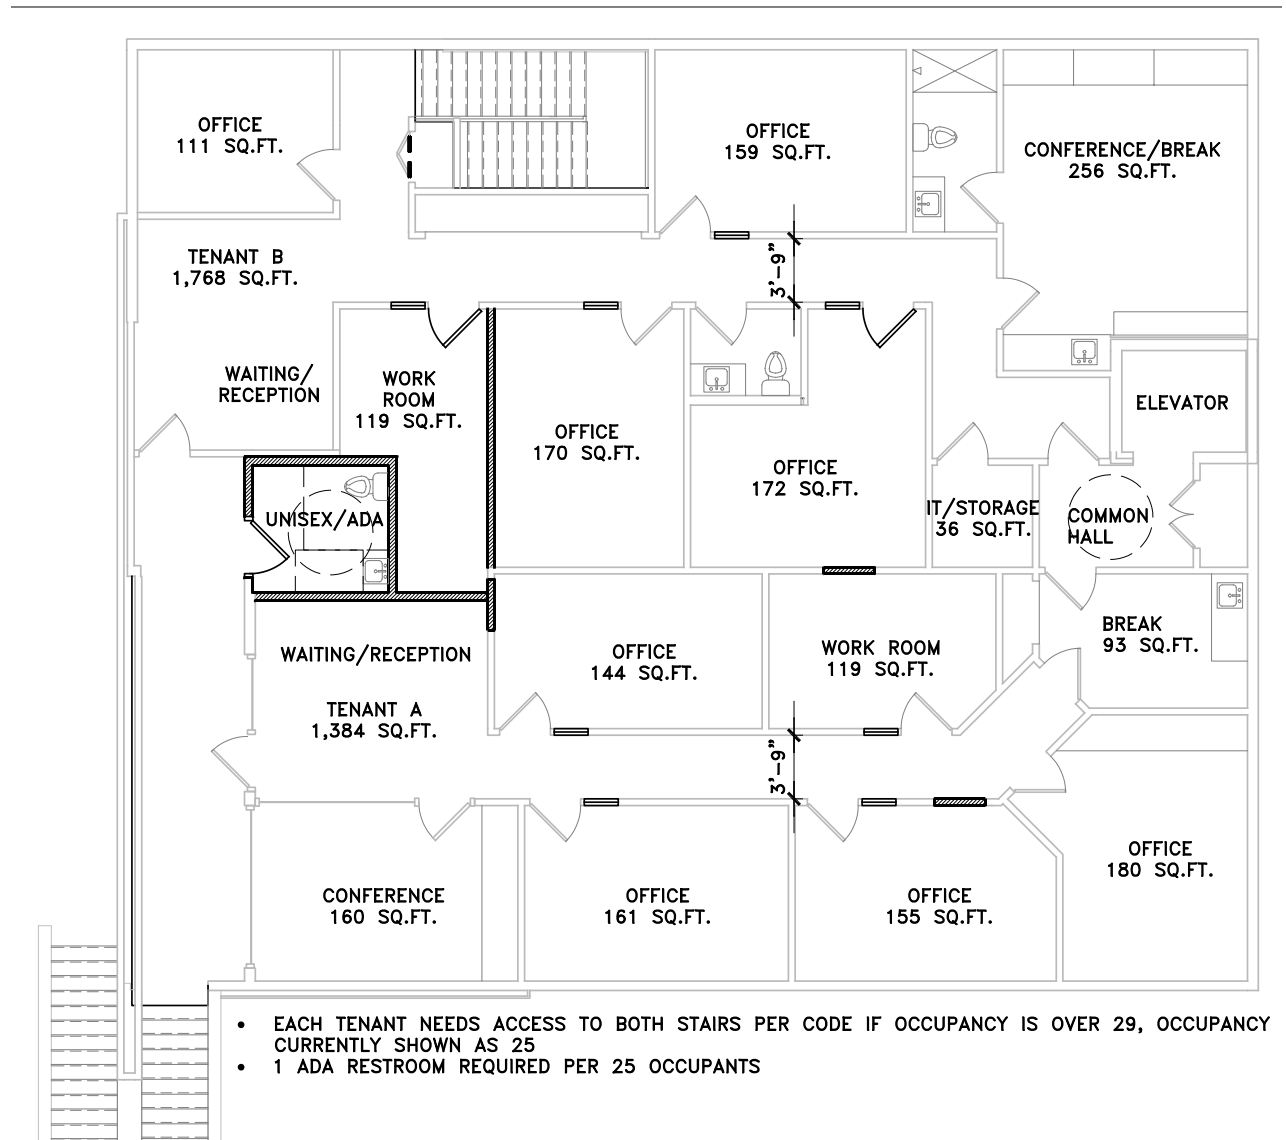 OFFICE
111 SQ.FT.
OFFICE
159 SQ.FT.
CONFERENCE/BREAK
256 SQ.FT.
TENANT B
1,768 SQ.FT.
3'-9"
WAITING/
RECEPTION
WORK
ROOM
119 SQ.FT.
OFFICE
170 SQ.FT.
OFFICE
172 SQ.FT.
ELEVATOR
UNISEX/ADA
IT/STORAGE
36 SQ.FT.
COMMON
HALL
WAITING/RECEPTION
OFFICE
144 SQ.FT.
WORK ROOM
119 SQ.FT.
BREAK
93 SQ.FT.
TENANT A
1,384 SQ.FT.
3'-9"
CONFERENCE
160 SQ.FT.
OFFICE
161 SQ.FT.
OFFICE
155 SQ.FT.
OFFICE
180 SQ.FT.
• EACH TENANT NEEDS ACCESS TO BOTH STAIRS PER CODE IF OCCUPANCY IS OVER 29, OCCUPANCY
CURRENTLY SHOWN AS 25
• 1 ADA RESTROOM REQUIRED PER 25 OCCUPANTS